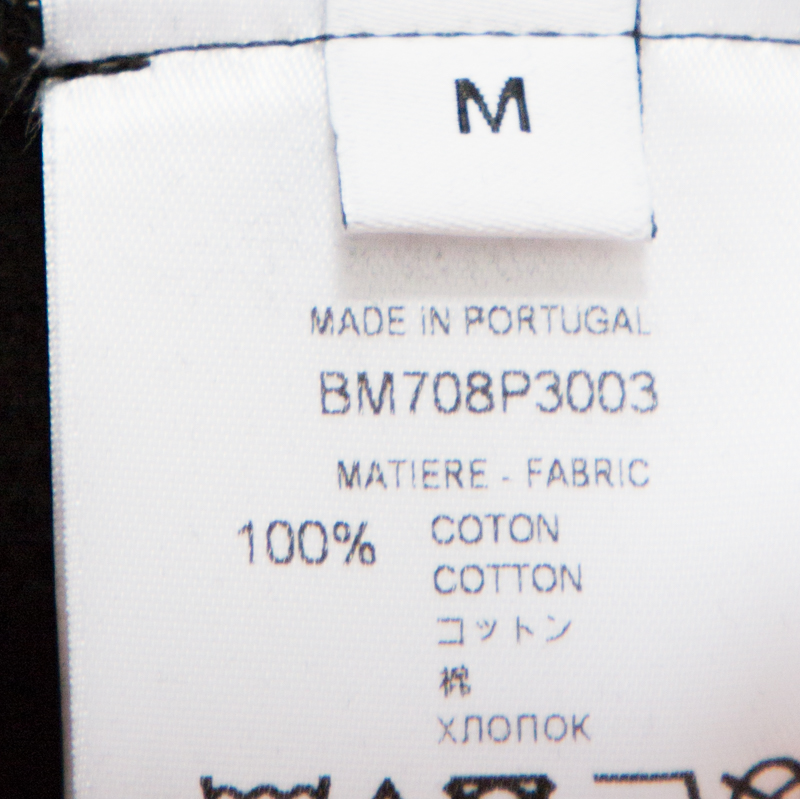 M
MADE IN PORTUGAL
BM708P3003
MATIERE - FABRIC
100% COTON
COTTON
コットン
棉
ХЛОПОК